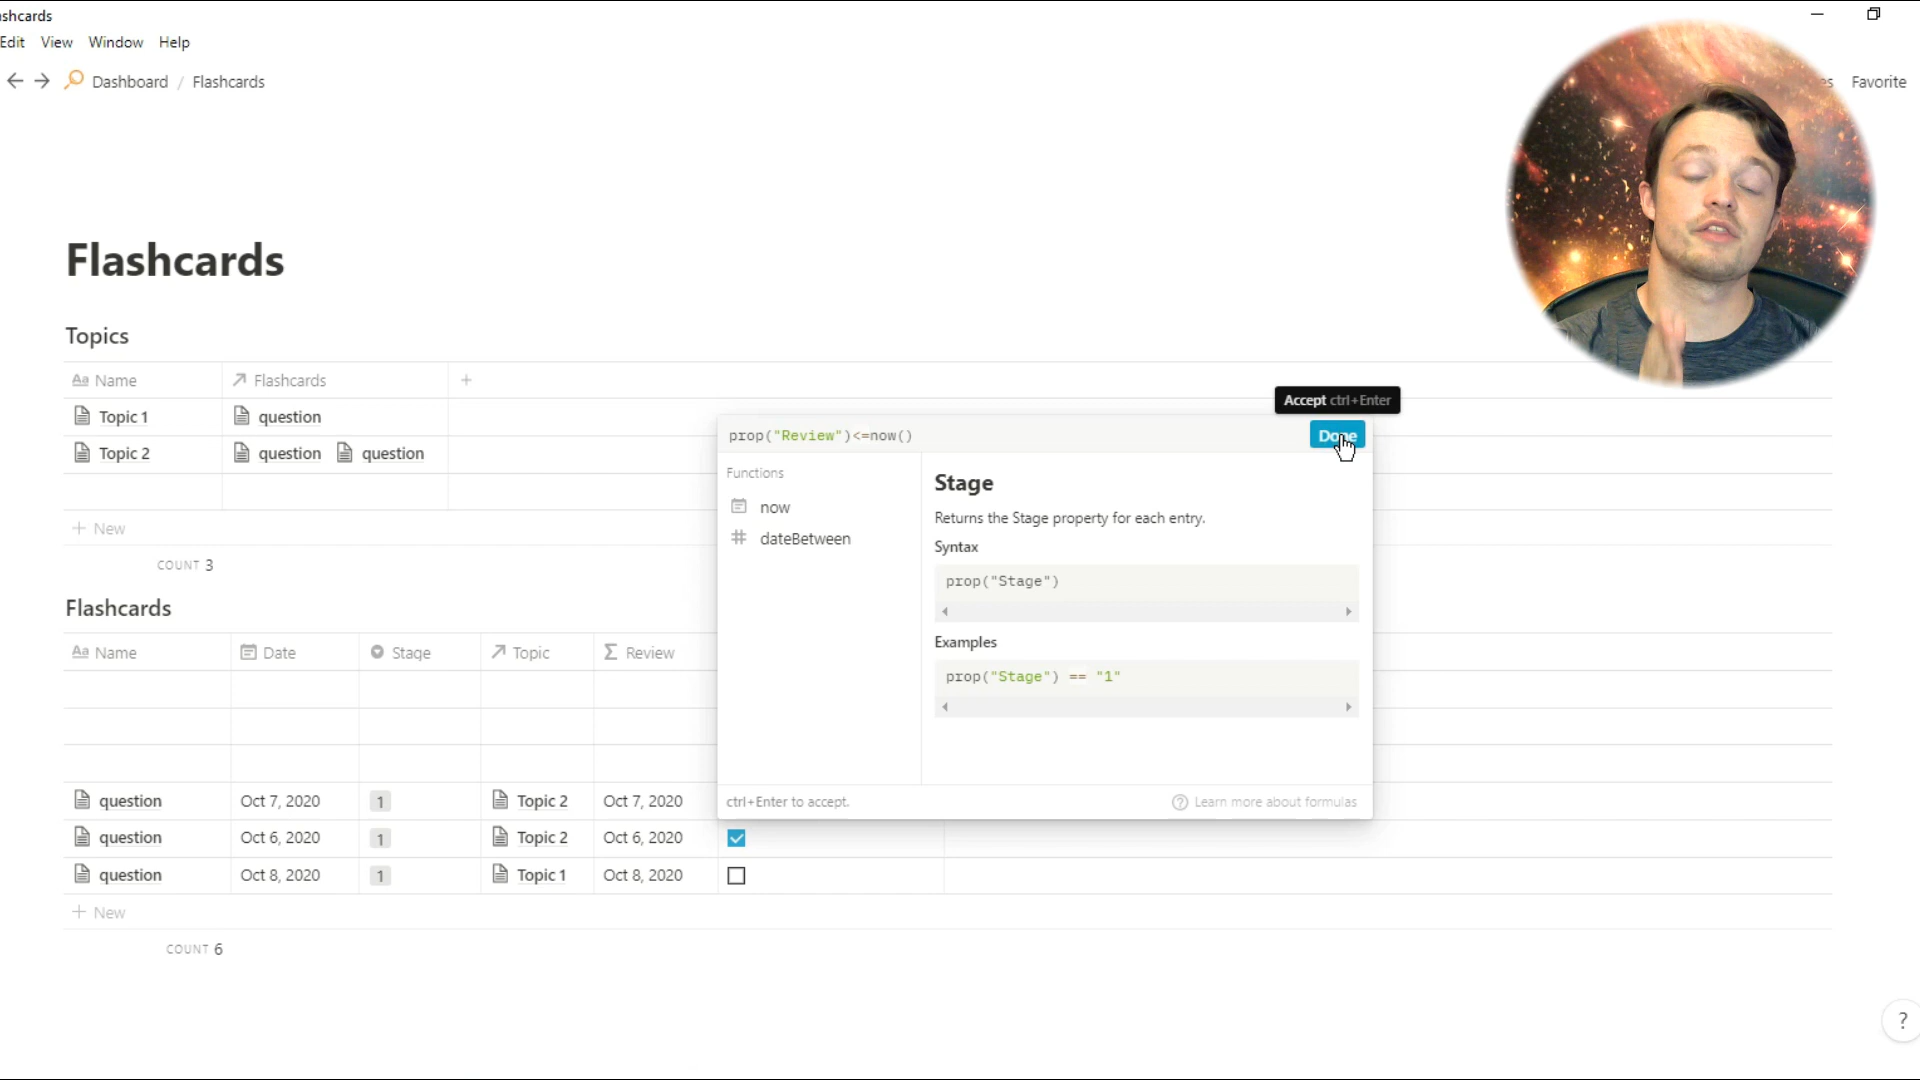 shcards
Edit View Window Help
Dashboard / Flashcards
Favorite
Flashcards
Topics
Aa Name Flashcards +
Topic 1 question
Topic 2 question question
+ New
COUNT 3
Accept ctrl+Enter
prop("Review")<=now() Done
Functions
now
dateBetween
Stage
Returns the Stage property for each entry.
Syntax
prop("Stage")
Examples
prop("Stage") == "1"
ctrl+Enter to accept.
? Learn more about formulas
Flashcards
Aa Name Date Stage Topic Σ Review
question Oct 7, 2020 1 Topic 2 Oct 7, 2020
question Oct 6, 2020 1 Topic 2 Oct 6, 2020
question Oct 8, 2020 1 Topic 1 Oct 8, 2020
+ New
COUNT 6
?